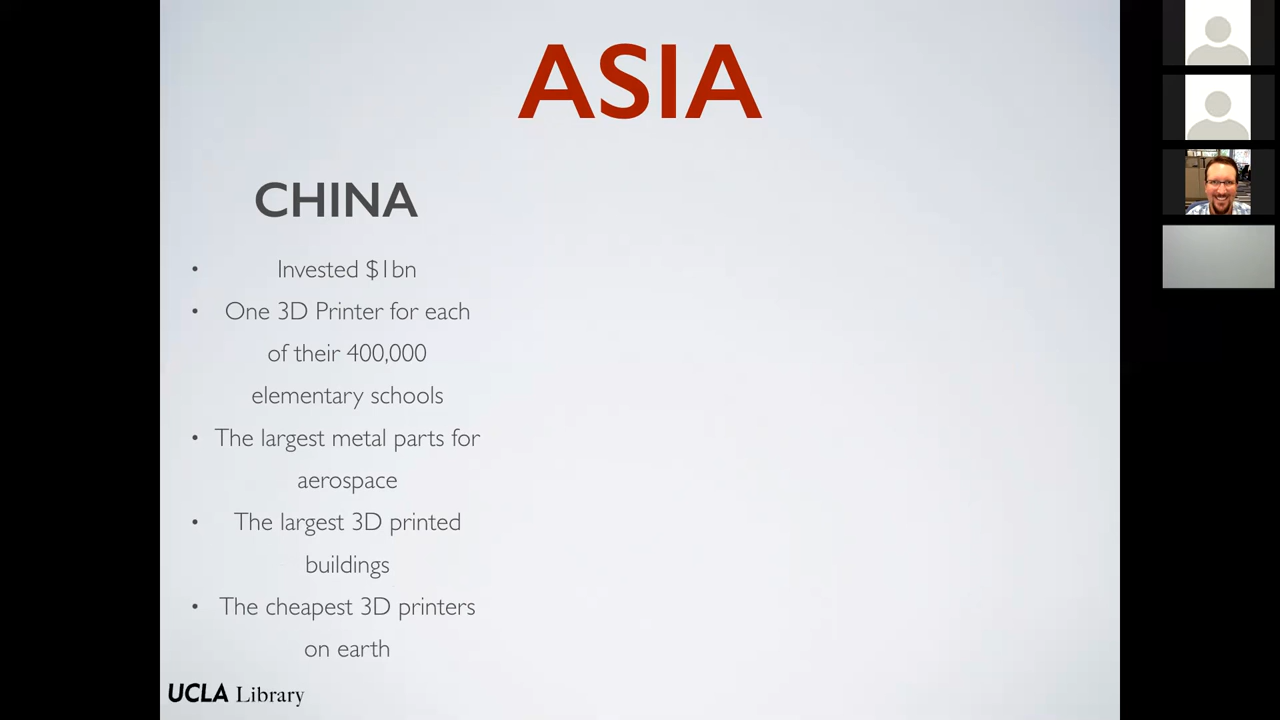 ASIA
CHINA
• Invested $1bn
• One 3D Printer for each
of their 400,000
elementary schools
• The largest metal parts for
aerospace
• The largest 3D printed
buildings
• The cheapest 3D printers
on earth
UCLA Library